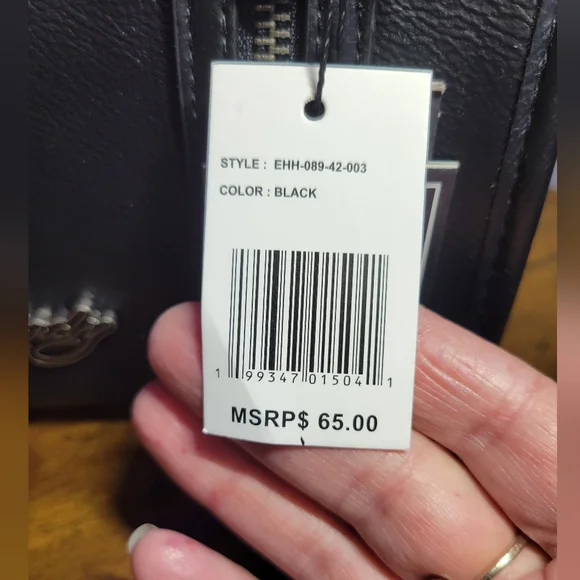 STYLE : EHH-089-42-003
COLOR : BLACK
1 99347 01504 1
MSRP$ 65.00